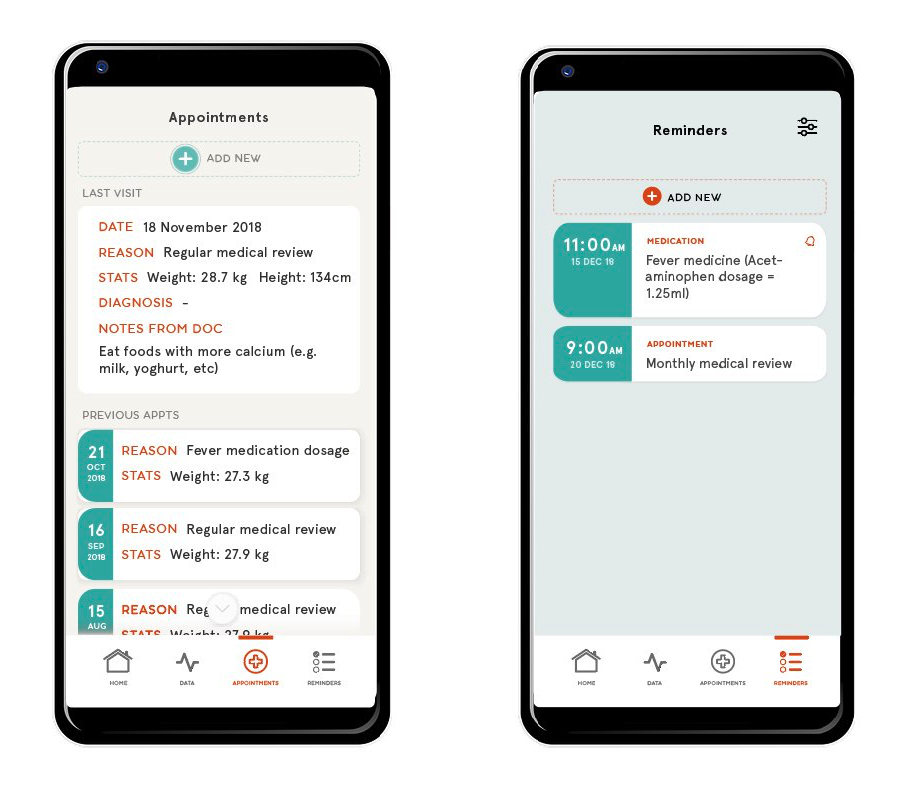 Appointments
ADD NEW
LAST VISIT
DATE 18 November 2018
REASON Regular medical review
STATS Weight: 28.7 kg Height: 134cm
DIAGNOSIS -
NOTES FROM DOC
Eat foods with more calcium (e.g.
milk, yoghurt, etc)
PREVIOUS APPTS
21
OCT
2018
REASON Fever medication dosage
STATS Weight: 27.3 kg
16
SEP
2018
REASON Regular medical review
STATS Weight: 27.9 kg
15
AUG
REASON Reg medical review
STATS Weight: 27.9 kg
HOME
DATA
APPOINTMENTS
REMINDERS
Reminders
ADD NEW
11:00AM
15 DEC 18
MEDICATION
Fever medicine (Acet-
aminophen dosage =
1.25ml)
9:00AM
20 DEC 18
APPOINTMENT
Monthly medical review
HOME
DATA
APPOINTMENTS
REMINDERS